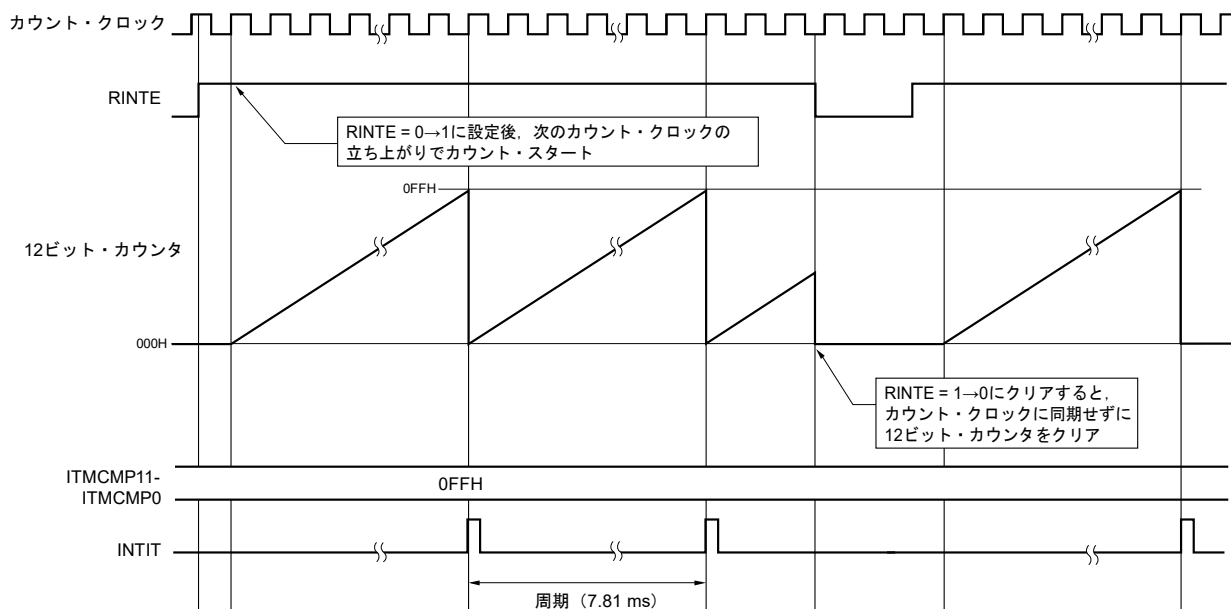 カウント・クロック
RINTE
RINTE = 0→1に設定後，次のカウント・クロックの
立ち上がりでカウント・スタート
0FFH
12ビット・カウンタ
000H
RINTE = 1→0にクリアすると，
カウント・クロックに同期せずに
12ビット・カウンタをクリア
ITMCMP11-
ITMCMP0
0FFH
INTIT
周期（7.81 ms）